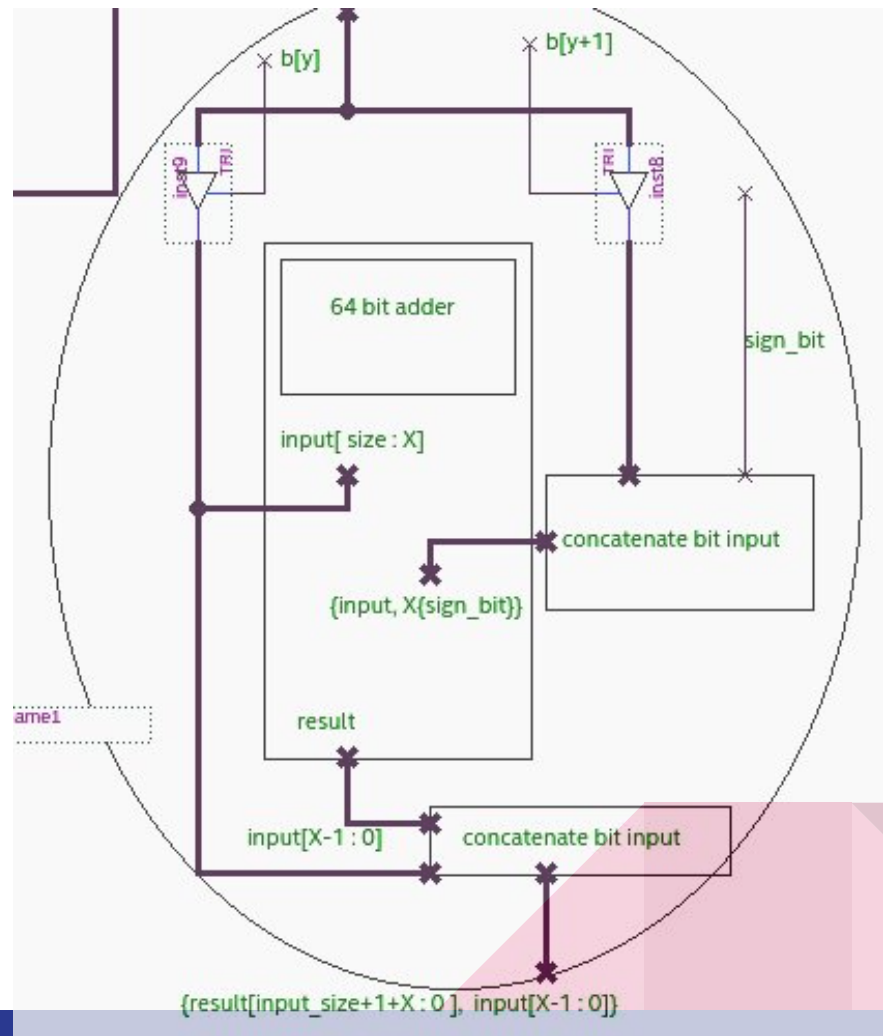 b[y]
b[y+1]
inst9
TRI
TRI
inst8
64 bit adder
sign_bit
input[ size : X]
concatenate bit input
{input, X{sign_bit}}
ame1
result
input[X-1 : 0]
concatenate bit input
{result[input_size+1+X : 0 ], input[X-1 : 0]}